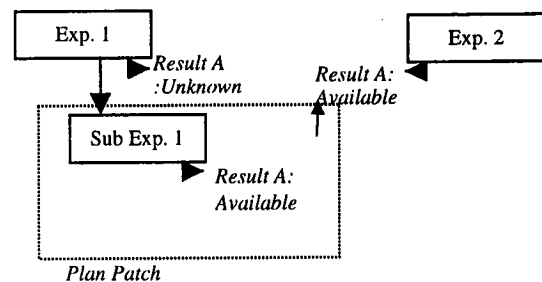 Exp. 1
Result A
:Unknown
Exp. 2
Result A:
Available
Sub Exp. 1
Result A:
Available
Plan Patch